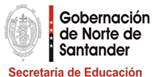 Gobernación
de Norte de
Santander
Secretaría de Educación